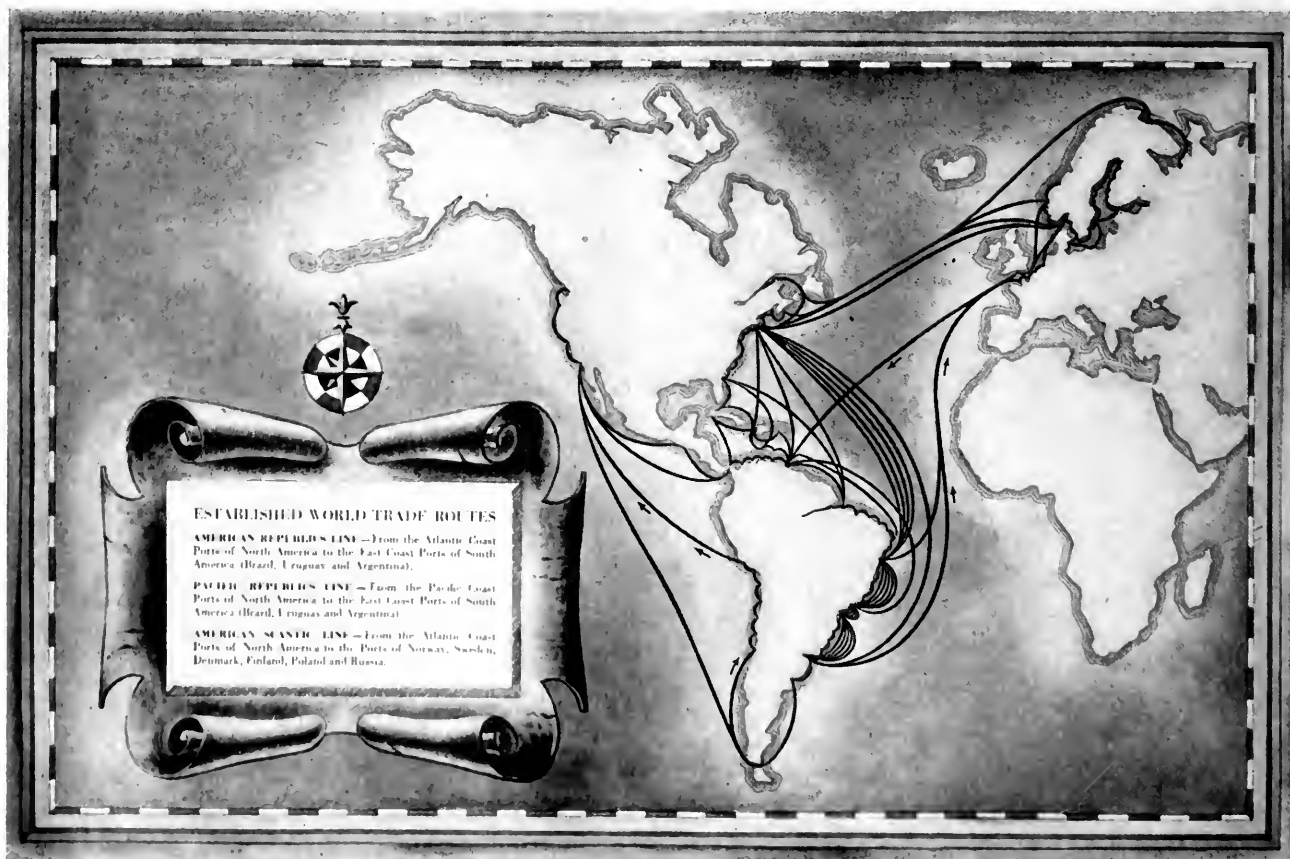 ESTABLISHED WORLD TRADE ROUTES
AMERICAN REPUBLICS LINE—From the Atlantic Coast
Ports of North America to the East Coast Ports of South
America (Brazil, Uruguay and Argentina).
PACIFIC REPUBLICS LINE—From the Pacific Coast
Ports of North America to the East Coast Ports of South
America (Brazil, Uruguay and Argentina)
AMERICAN SCANTIC LINE—From the Atlantic Coast
Ports of North America to the Ports of Norway, Sweden,
Denmark, Finland, Poland and Russia.